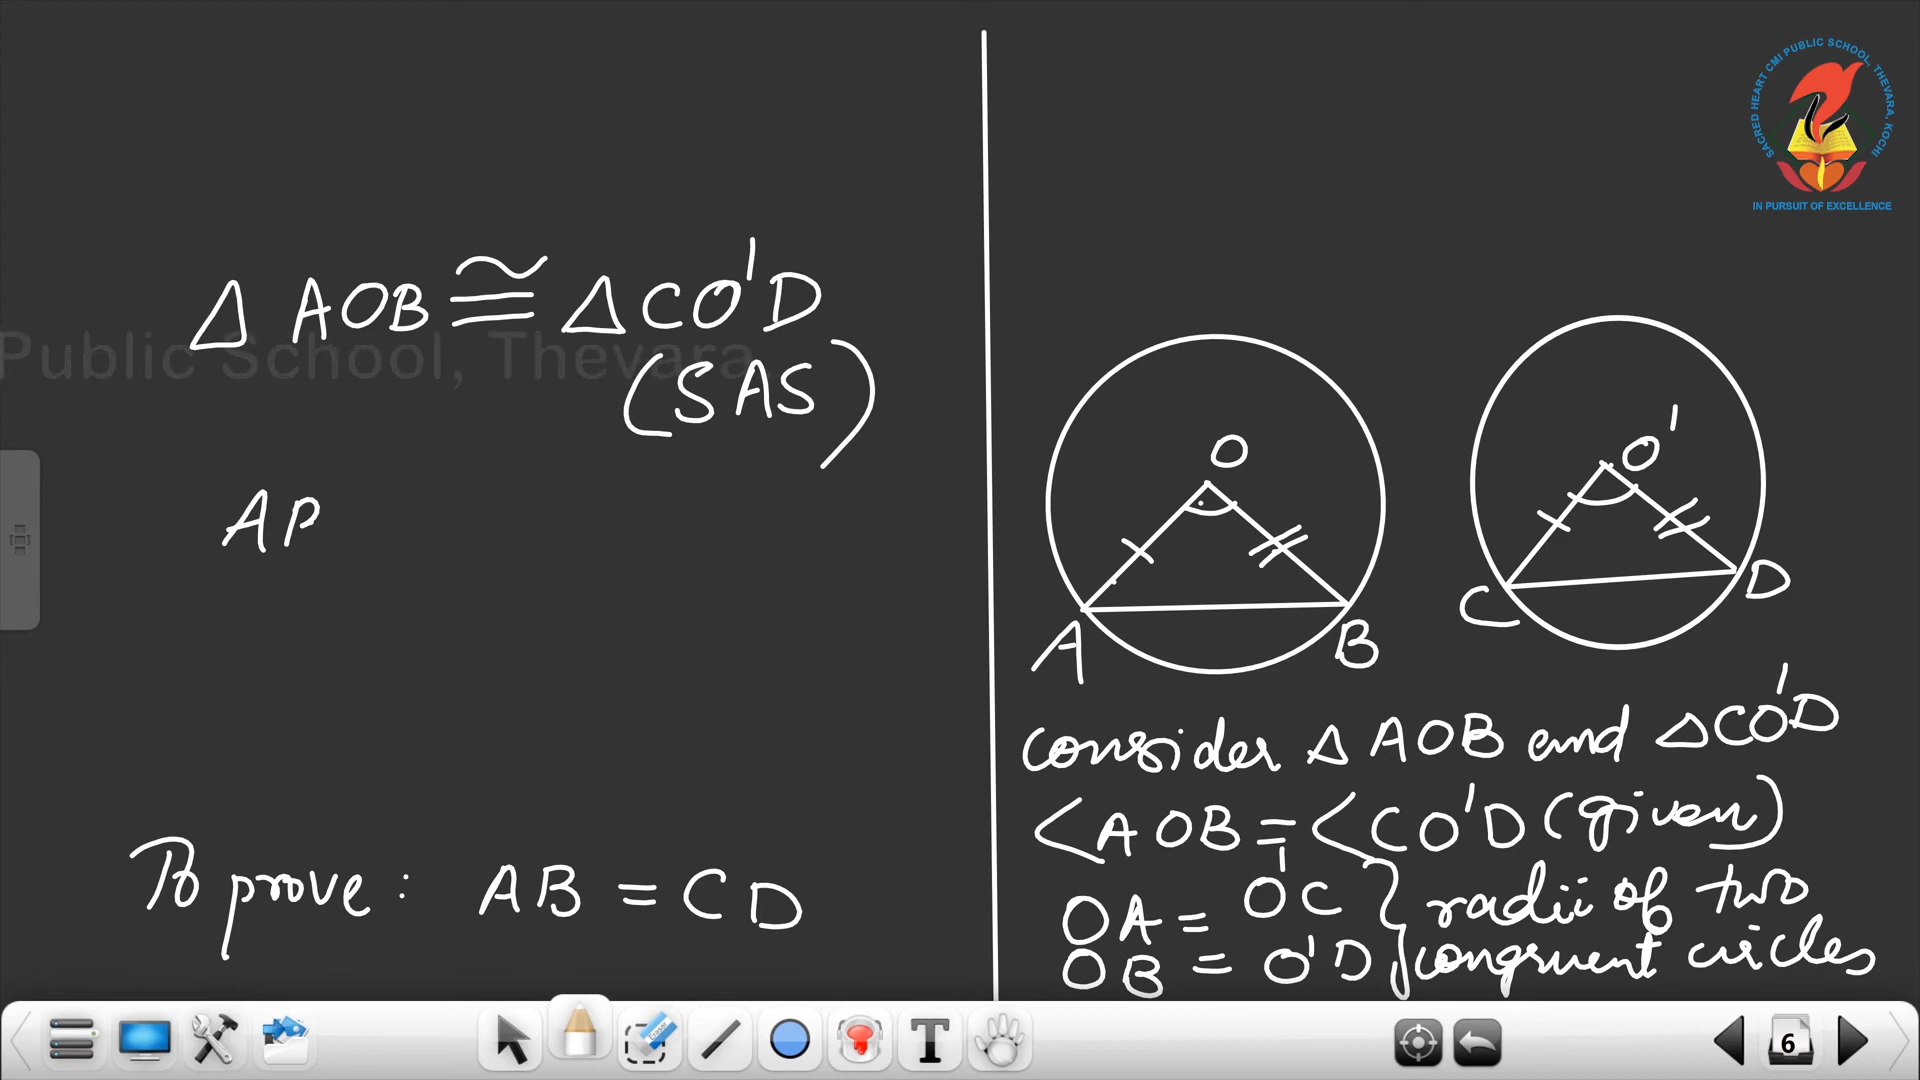 SACRED HEART CMI PUBLIC SCHOOL, THEVARA, KOCHI
IN PURSUIT OF EXCELLENCE
Public School, Thevara
△ AOB ≅ △CO'D
(SAS)
AP
To prove : AB = CD
O
A
B
O'
C
D
consider △ AOB and △CO'D
<AOB = <CO'D (given)
OA = O'C } radii of two
OB = O'D } congruent circles
Eraser
T
6